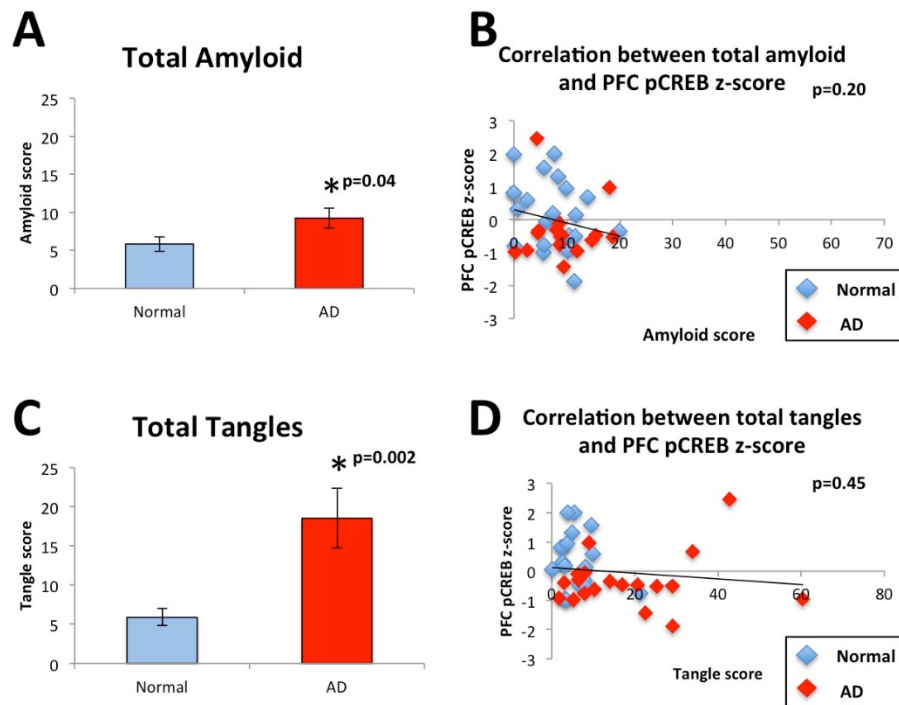 A
Total Amyloid
Amyloid score
25
20
15
10
5
0
* p=0.04
Normal
AD
B
Correlation between total amyloid
and PFC pCREB z-score
p=0.20
PFC pCREB z-score
3
2
1
0
-1
-2
-3
0 10 20 30 40 50 60 70
Amyloid score
Normal
AD
C
Total Tangles
Tangle score
25
20
15
10
5
0
* p=0.002
Normal
AD
D
Correlation between total tangles
and PFC pCREB z-score
p=0.45
PFC pCREB z-score
3
2
1
0
-1
-2
-3
0 20 40 60 80
Tangle score
Normal
AD